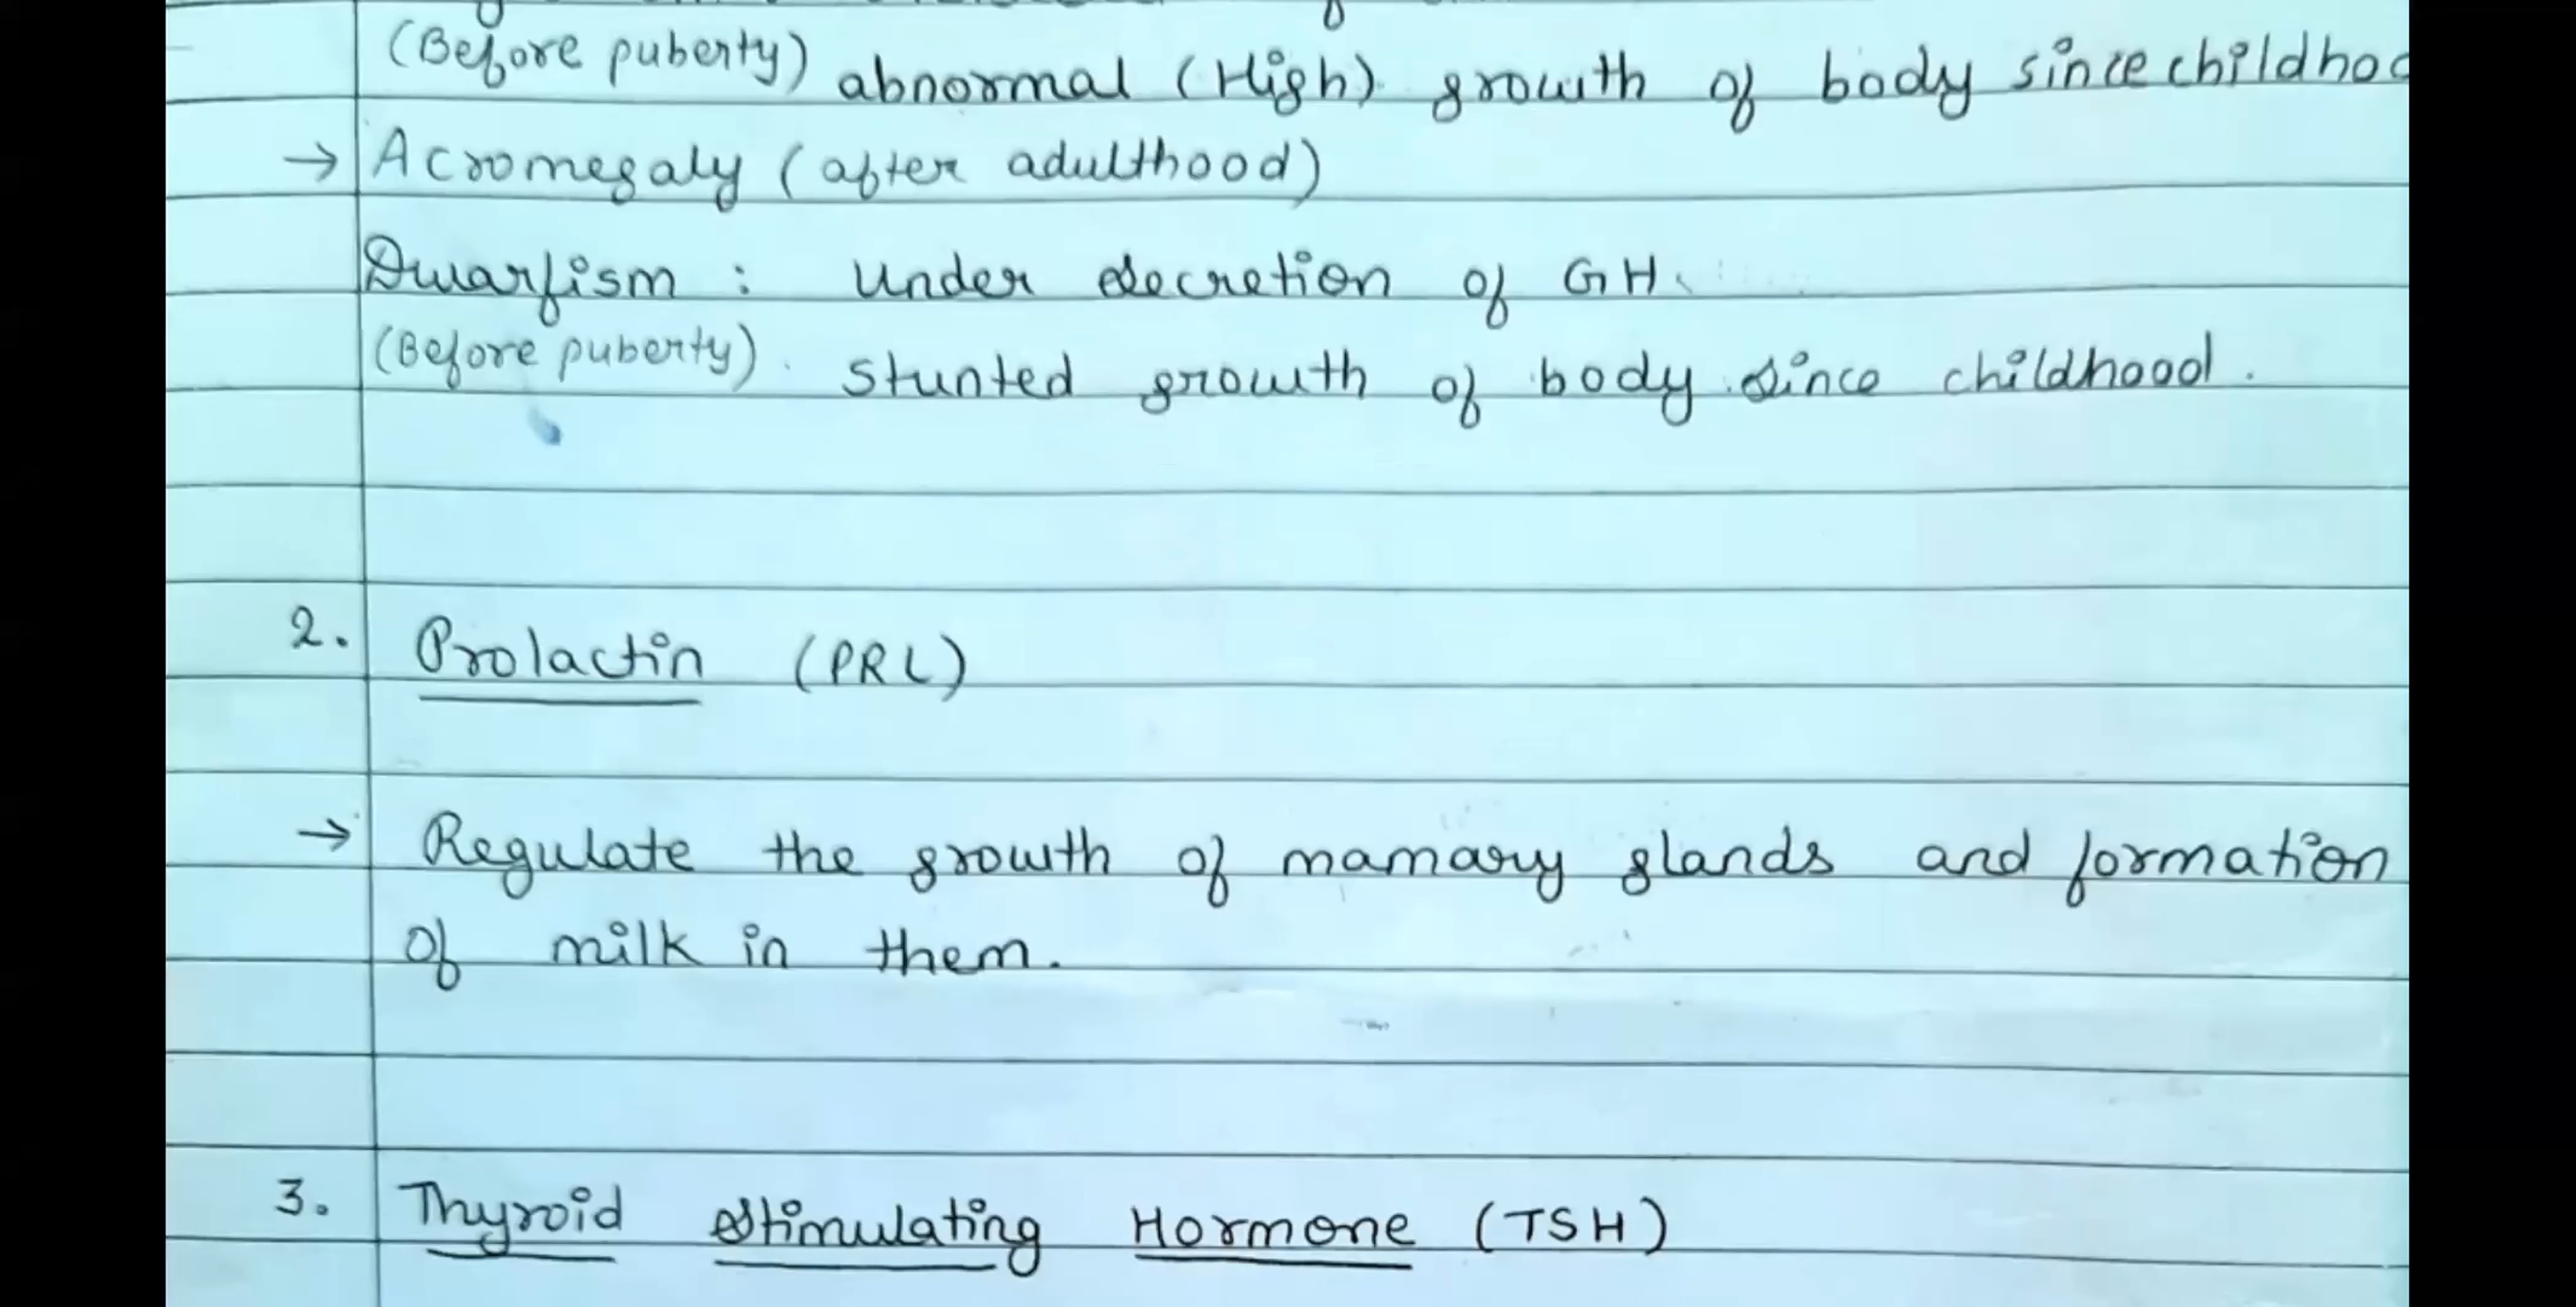 (Before puberty) abnormal (High) growth of body since childhoo
→ Acromegaly (after adulthood)
Dwarfism : Under secretion of GH.
(Before puberty). Stunted growth of body since childhood.
2. Prolactin (PRL)
→ Regulate the growth of mamary glands and formation
of milk in them.
3. Thyroid Stimulating Hormone (TSH)